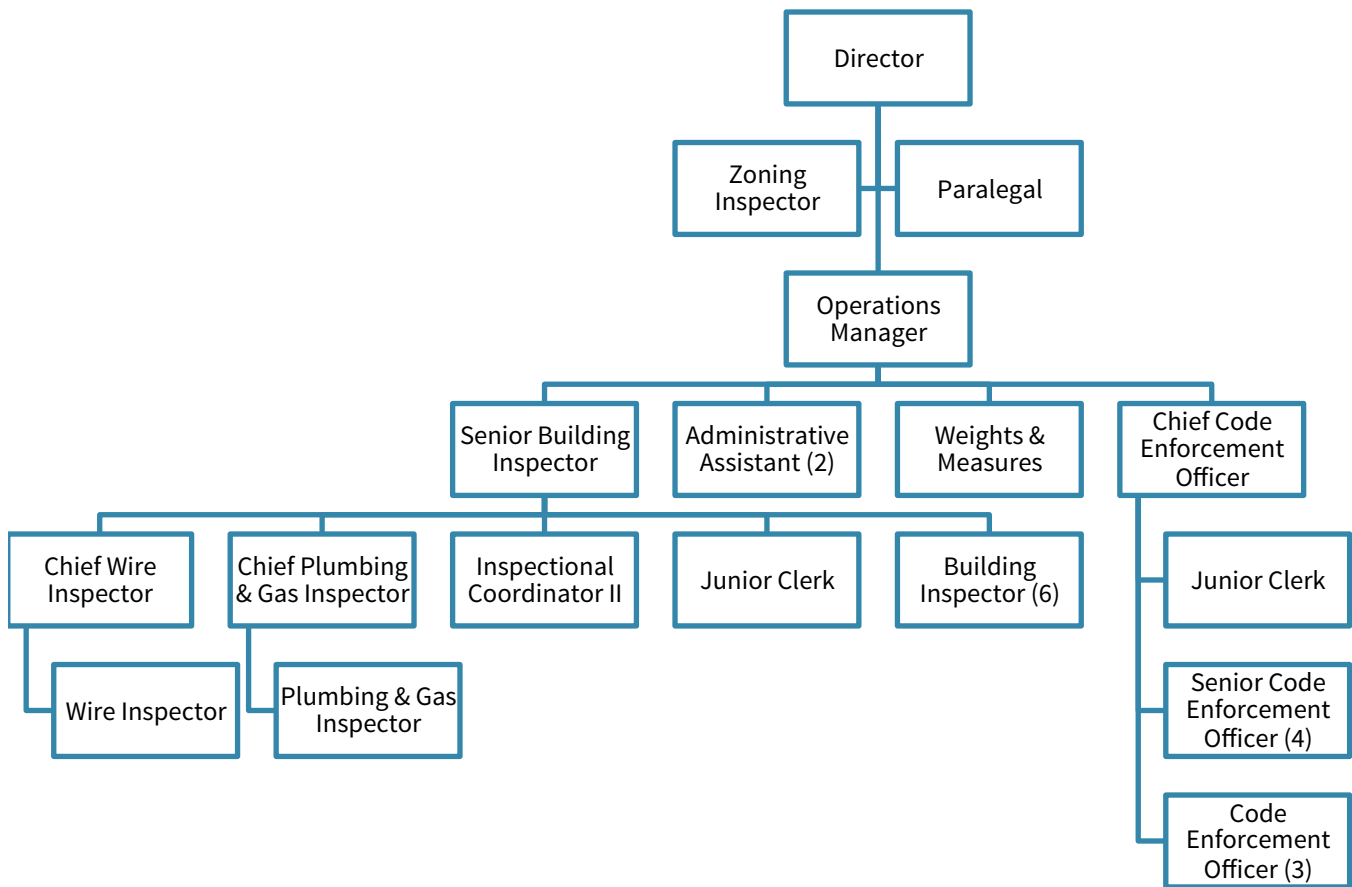 Director
Zoning
Inspector
Paralegal
Operations
Manager
Senior Building
Inspector
Administrative
Assistant (2)
Weights &
Measures
Chief Code
Enforcement
Officer
Chief Wire
Inspector
Chief Plumbing
& Gas Inspector
Inspectional
Coordinator II
Junior Clerk
Building
Inspector (6)
Junior Clerk
Wire Inspector
Plumbing & Gas
Inspector
Senior Code
Enforcement
Officer (4)
Code
Enforcement
Officer (3)